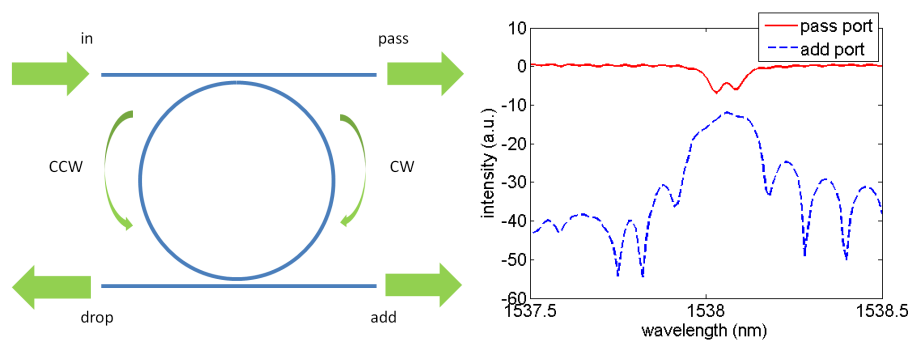 in
pass
CCW
CW
drop
add
pass port
add port
10
0
-10
-20
-30
-40
-50
-60
intensity (a.u.)
1537.5
1538
1538.5
wavelength (nm)